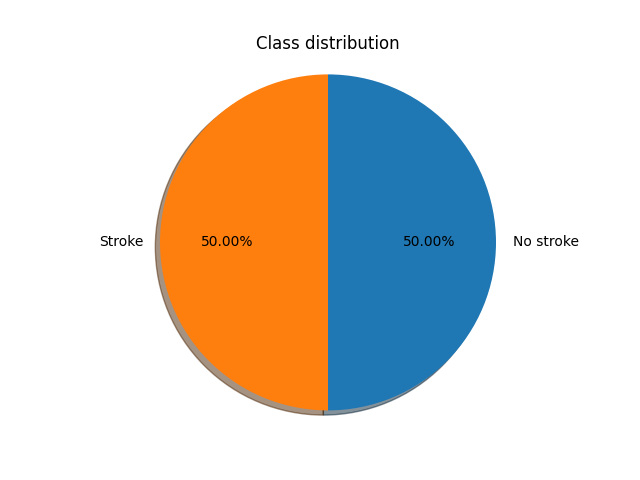 Class distribution
Stroke
50.00%
50.00%
No stroke